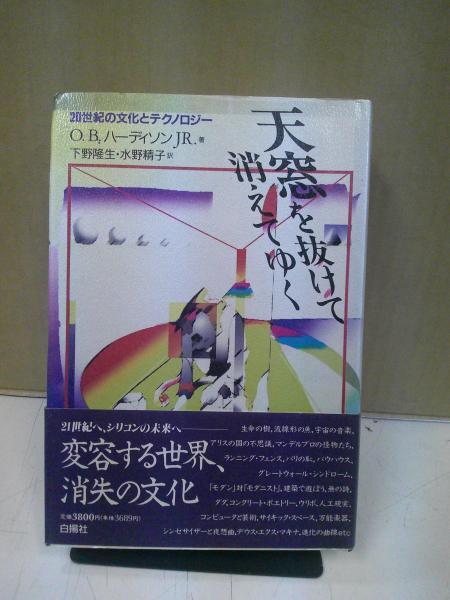 20世紀の文化とテクノロジー
O. B. ハーディソン JR. 著
下野隆生・水野精子 訳
天窓を抜けて
消えてゆく
21世紀へ、シリコンの未来へ
変容する世界、
消失の文化
定価3800円(本体3689円)
白揚社
生命の樹，流線形の魚，宇宙の音楽，
アリスの国の不思議，マンデルブロの怪物たち，
ランニング・フェンス，パリの虹，バウハウス，
グレートウォール・シンドローム，
「モダン」対「モダニスト」，建築で遊ぼう，無の詩，
ダダ，コンクリート・ポエトリー，ウリポ，人工現実，
コンピュータと芸術，サイキック・スペース，万能楽器，
シンセサイザーと夜想曲，デウス・エクス・マキナ，進化の曲線etc